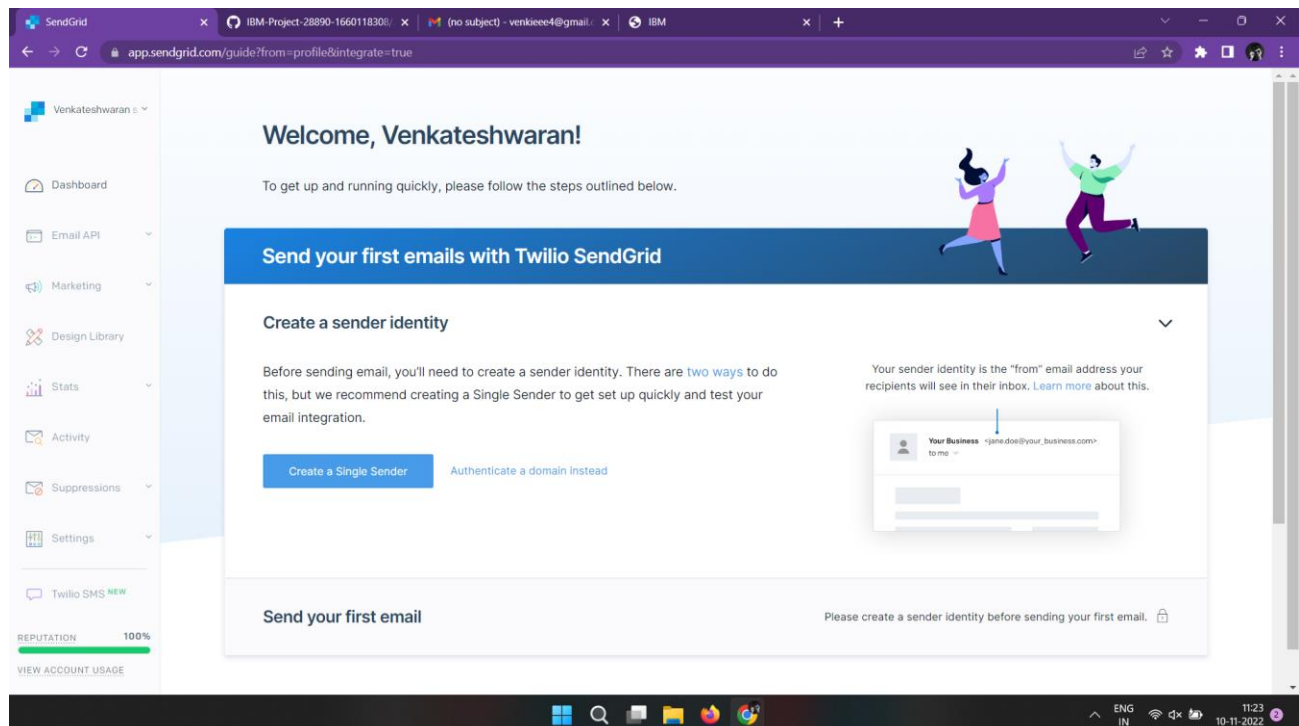 SendGrid
IBM-Project-28890-1660118308/
(no subject) - venkieee4@gmail.c
IBM
app.sendgrid.com/guide?from=profile&integrate=true
Venkateshwaran s
Dashboard
Email API
Marketing
Design Library
Stats
Activity
Suppressions
Settings
Twilio SMS NEW
REPUTATION 100%
VIEW ACCOUNT USAGE
Welcome, Venkateshwaran!
To get up and running quickly, please follow the steps outlined below.
Send your first emails with Twilio SendGrid
Create a sender identity
Before sending email, you'll need to create a sender identity. There are two ways to do
this, but we recommend creating a Single Sender to get set up quickly and test your
email integration.
Create a Single Sender
Authenticate a domain instead
Your sender identity is the "from" email address your
recipients will see in their inbox. Learn more about this.
Your Business <jane.doe@your_business.com>
to me
Send your first email
Please create a sender identity before sending your first email.
ENG
IN
11:23
10-11-2022
2